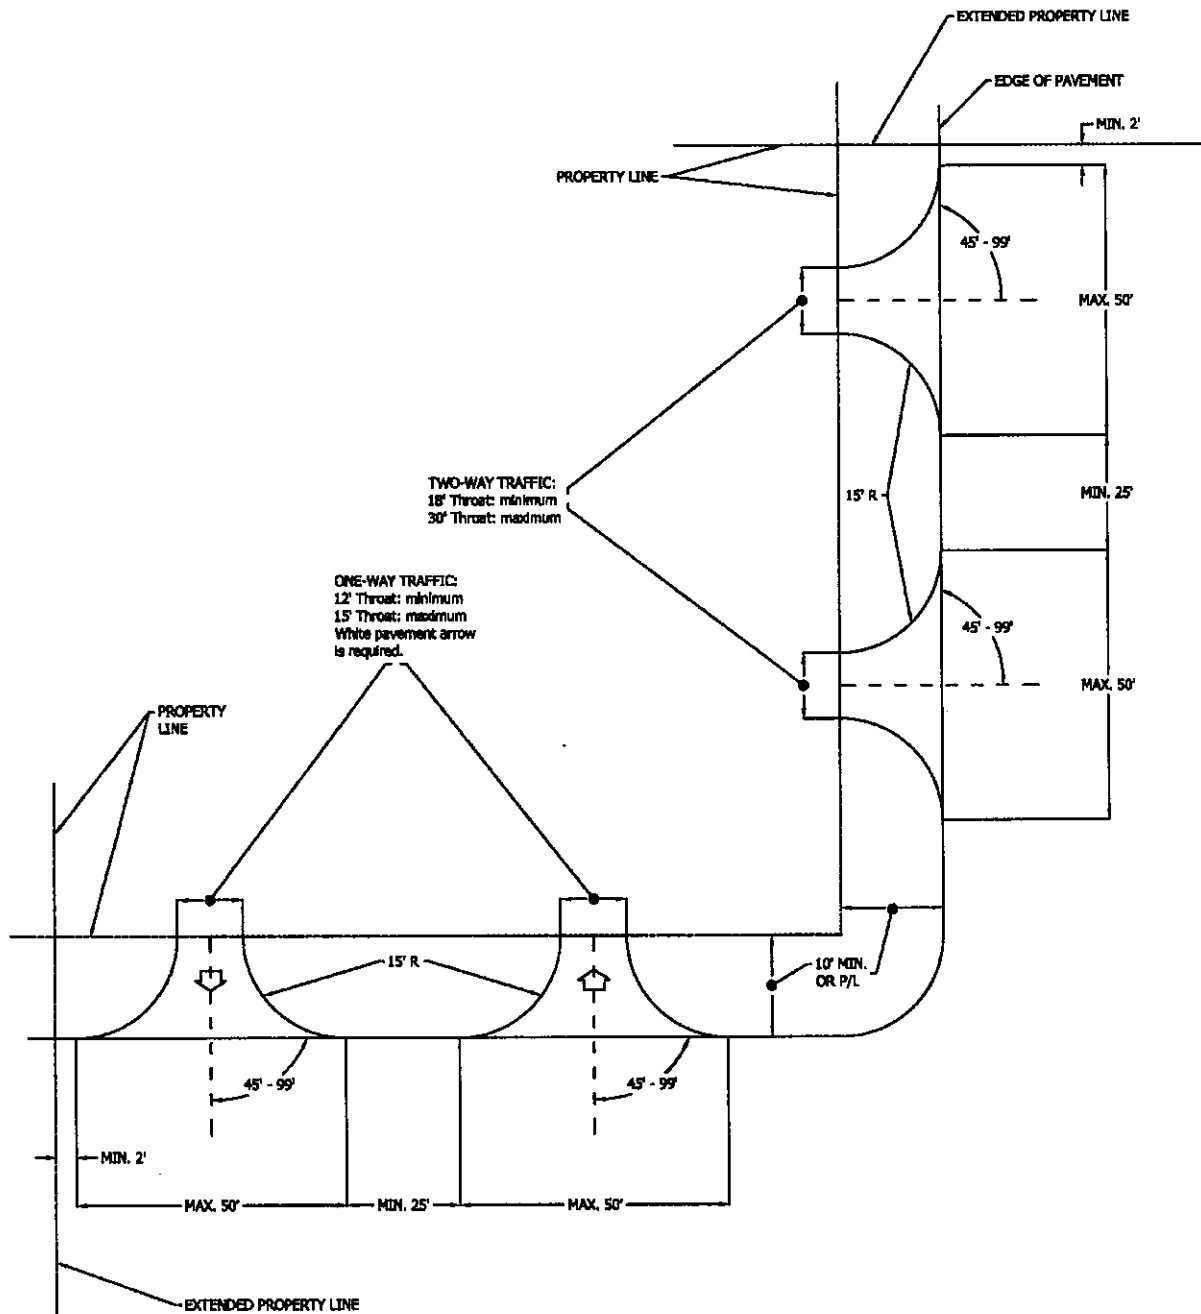 EXTENDED PROPERTY LINE
EDGE OF PAVEMENT
MIN. 2'
PROPERTY LINE
45' - 99'
MAX. 50'
TWO-WAY TRAFFIC:
18' Throat: minimum
30' Throat: maximum
15' R
MIN. 25'
ONE-WAY TRAFFIC:
12' Throat: minimum
15' Throat: maximum
White pavement arrow
is required.
45' - 99'
MAX. 50'
PROPERTY
LINE
15' R
10' MIN.
OR P/L
45' - 99'
45' - 99'
MIN. 2'
MAX. 50'
MIN. 25'
MAX. 50'
EXTENDED PROPERTY LINE